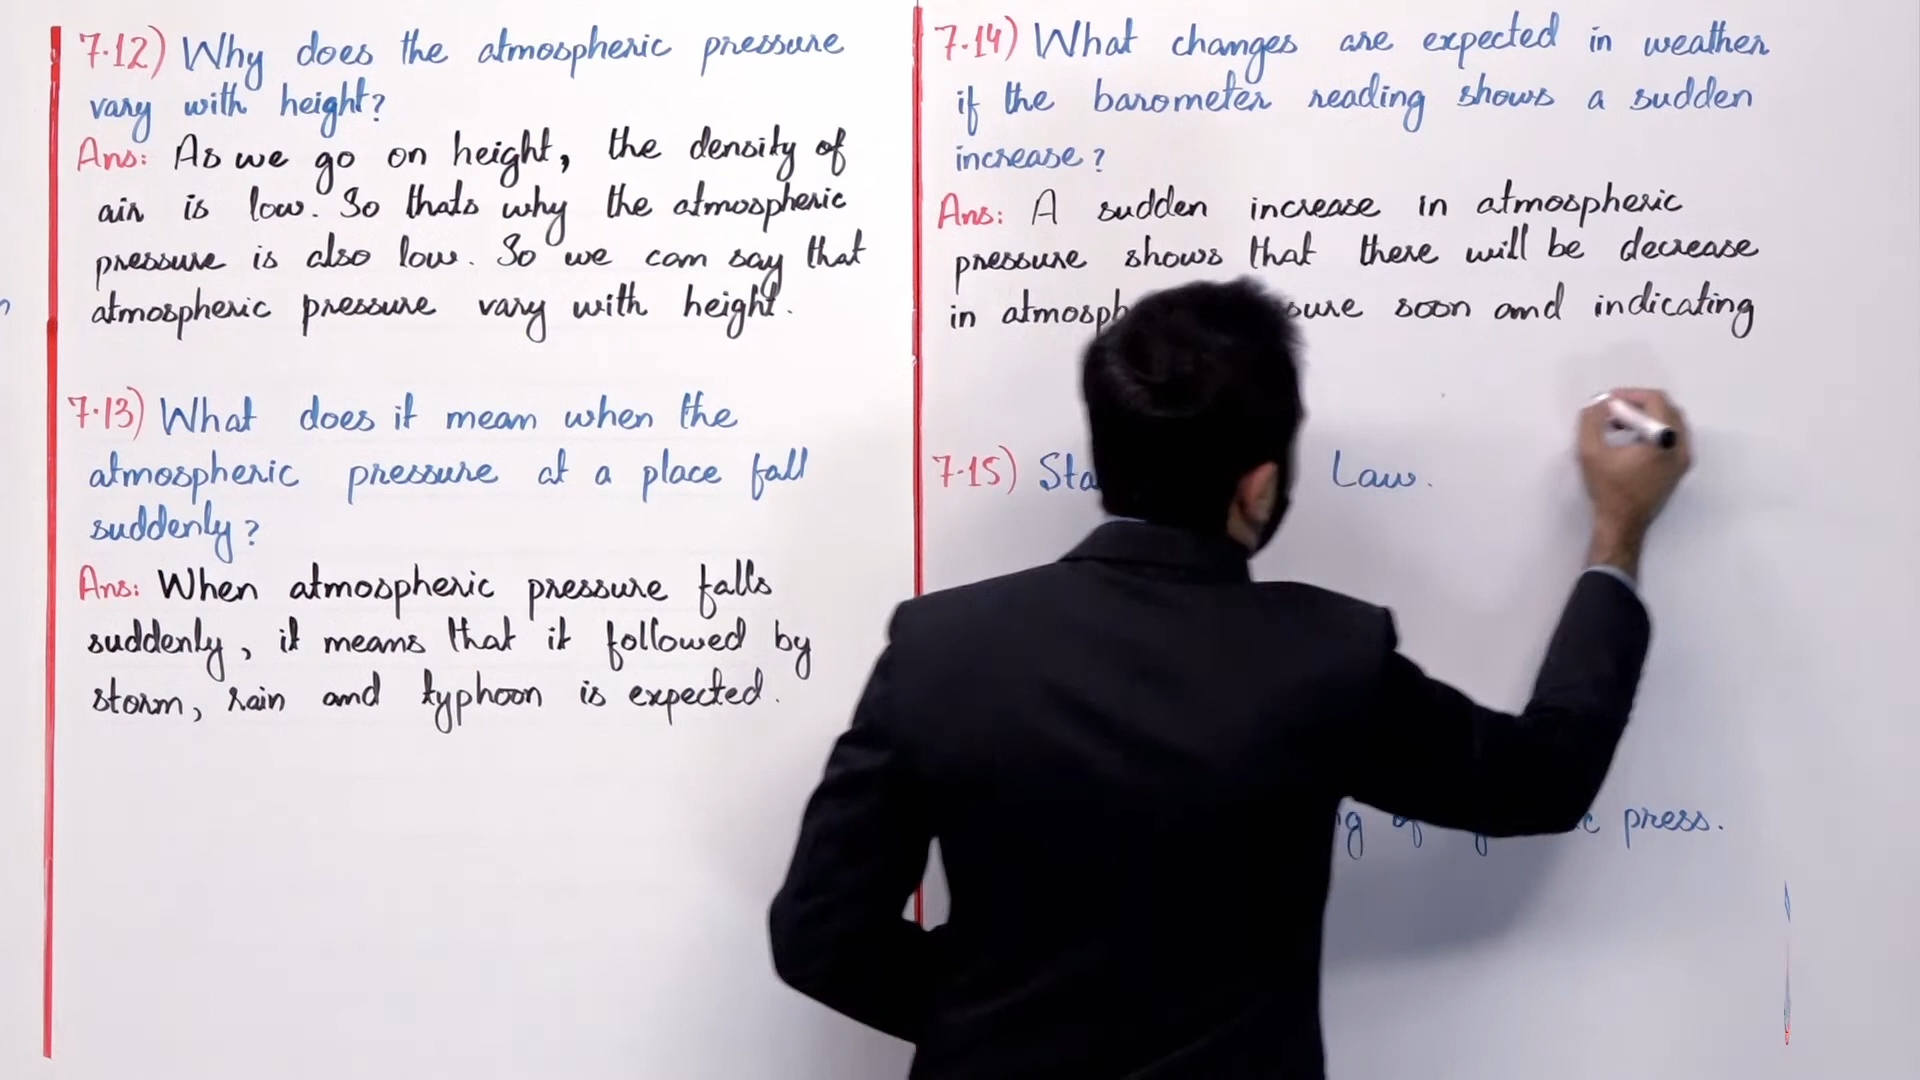 7.12) Why does the atmospheric pressure
vary with height?
Ans: As we go on height, the density of
air is low. So thats why the atmospheric
pressure is also low. So we can say that
atmospheric pressure vary with height.
7.13) What does it mean when the
atmospheric pressure at a place fall
suddenly?
Ans: When atmospheric pressure falls
suddenly, it means that it followed by
storm, rain and typhoon is expected.
7.14) What changes are expected in weather
if the barometer reading shows a sudden
increase?
Ans: A sudden increase in atmospheric
pressure shows that there will be decrease
in soon and indicating
7.15) Law.
of press.